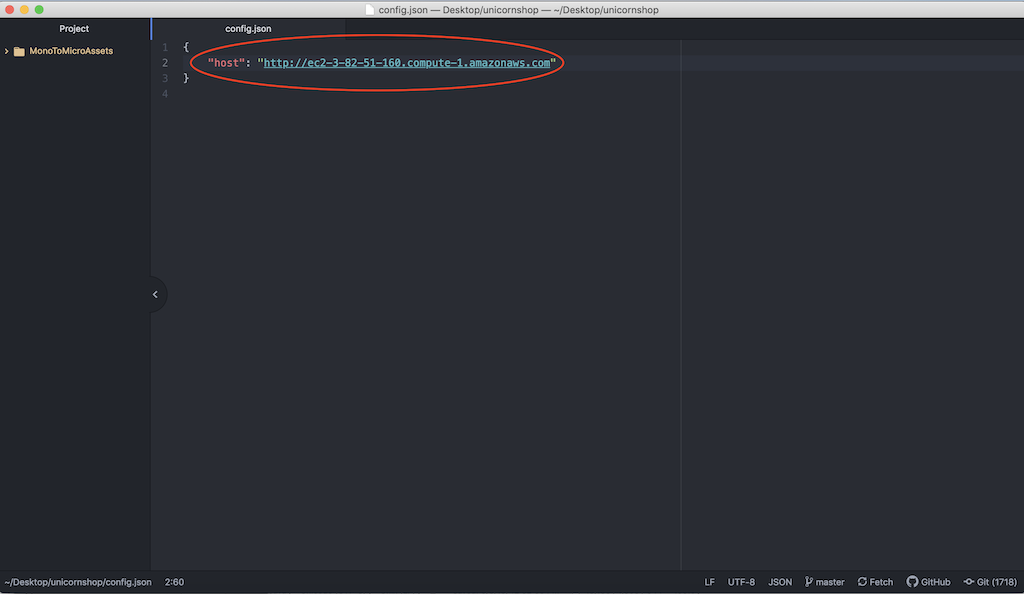 config.json — Desktop/unicornshop — ~/Desktop/unicornshop
Project
config.json
MonoToMicroAssets
1 {
2 "host": "http://ec2-3-82-51-160.compute-1.amazonaws.com"
3 }
4
~/Desktop/unicornshop/config.json 2:60 LF UTF-8 JSON master Fetch GitHub Git (1718)